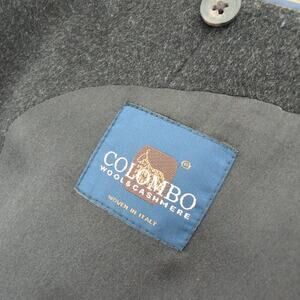 COLOMBO
WOOL & CASHMERE
WOVEN IN ITALY
®